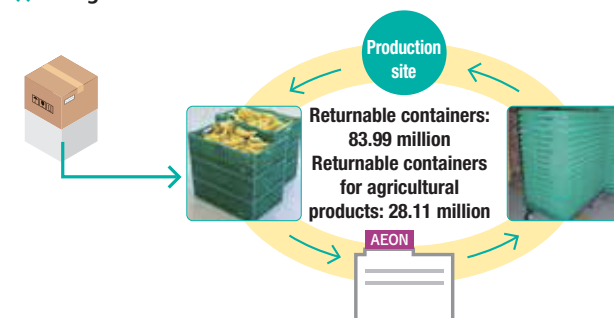 Production
site
Returnable containers:
83.99 million
Returnable containers
for agricultural
products: 28.11 million
AEON